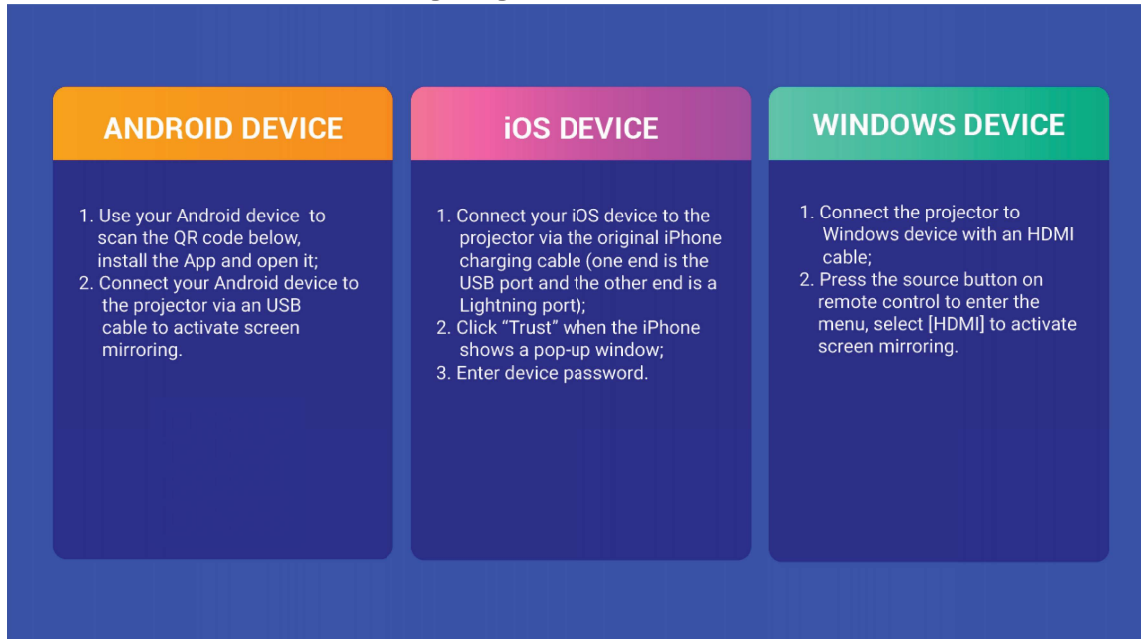 ANDROID DEVICE
1. Use your Android device to
scan the QR code below,
install the App and open it;
2. Connect your Android device to
the projector via an USB
cable to activate screen
mirroring.
iOS DEVICE
1. Connect your iOS device to the
projector via the original iPhone
charging cable (one end is the
USB port and the other end is a
Lightning port);
2. Click “Trust” when the iPhone
shows a pop-up window;
3. Enter device password.
WINDOWS DEVICE
1. Connect the projector to
Windows device with an HDMI
cable;
2. Press the source button on
remote control to enter the
menu, select [HDMI] to activate
screen mirroring.